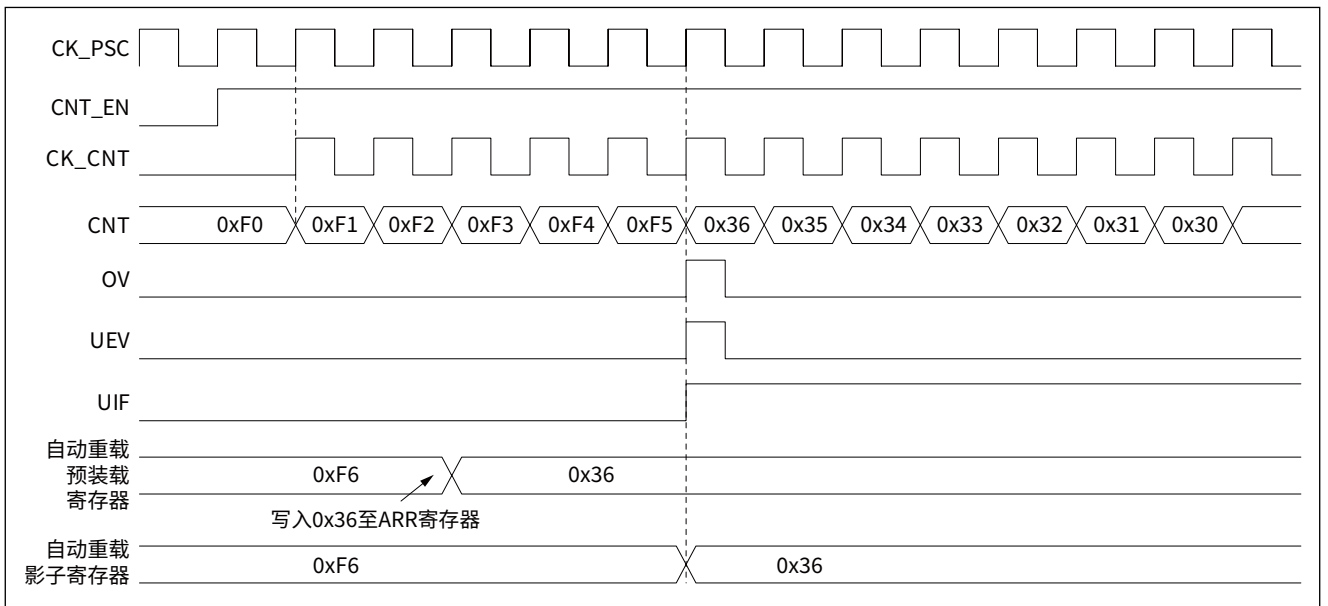 CK_PSC
CNT_EN
CK_CNT
CNT 0xF0 0xF1 0xF2 0xF3 0xF4 0xF5 0x36 0x35 0x34 0x33 0x32 0x31 0x30
OV
UEV
UIF
自动重载
预装载
寄存器
0xF6 0x36
写入0x36至ARR寄存器
自动重载
影子寄存器
0xF6 0x36